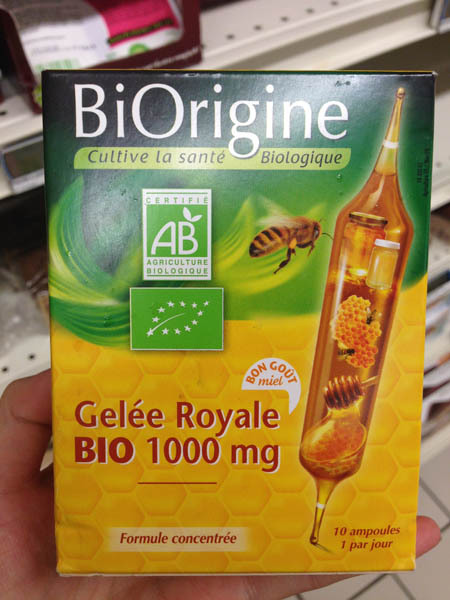 BiOrigine
Cultive la santé Biologique
CERTIFIÉ
AB
AGRICULTURE
BIOLOGIQUE
BON GOÛT
miel
Gelée Royale
BIO 1000 mg
Formule concentrée
10 ampoules
1 par jour